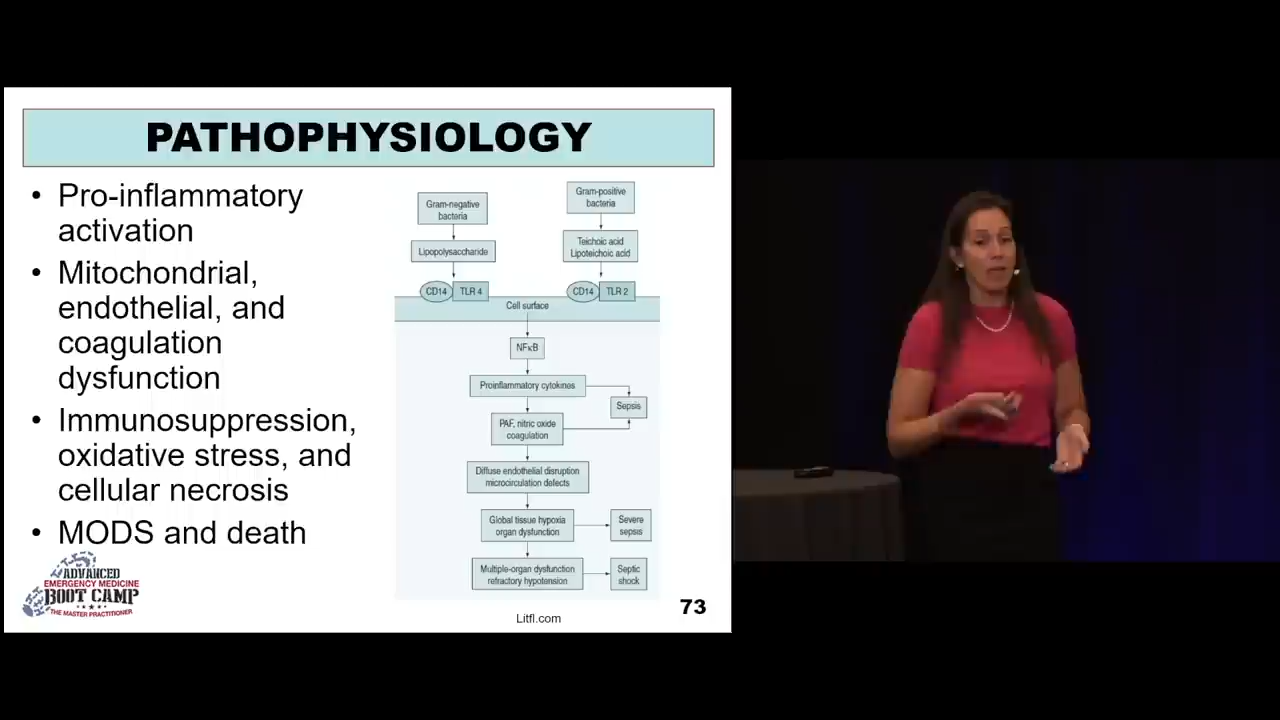 PATHOPHYSIOLOGY
• Pro-inflammatory
activation
• Mitochondrial,
endothelial, and
coagulation
dysfunction
• Immunosuppression,
oxidative stress, and
cellular necrosis
• MODS and death
Gram-negative
bacteria
Gram-positive
bacteria
Lipopolysaccharide
Teichoic acid
Lipoteichoic acid
CD14
TLR 4
CD14
TLR 2
Cell surface
NFκB
Proinflammatory cytokines
Sepsis
PAF, nitric oxide
coagulation
Diffuse endothelial disruption
microcirculation defects
Global tissue hypoxia
organ dysfunction
Severe
sepsis
Multiple-organ dysfunction
refractory hypotension
Septic
shock
ADVANCED
EMERGENCY MEDICINE
BOOT CAMP
THE MASTER PRACTITIONER
Litfl.com
73